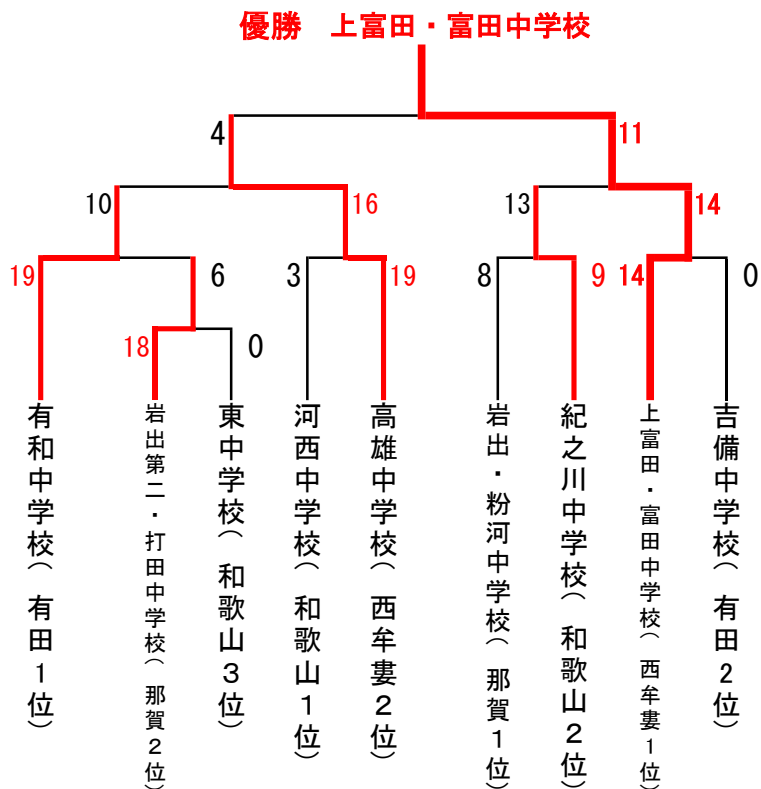 優勝　上富田・富田中学校
4
11
10
16
13
14
19
6
3
19
8
9
14
0
18
0
有和中学校（有田1位）
岩出第二・打田中学校（那賀2位）
東中学校（和歌山3位）
河西中学校（和歌山1位）
高雄中学校（西牟婁2位）
岩出・粉河中学校（那賀1位）
紀之川中学校（和歌山2位）
上富田・富田中学校（西牟婁1位）
吉備中学校（有田2位）